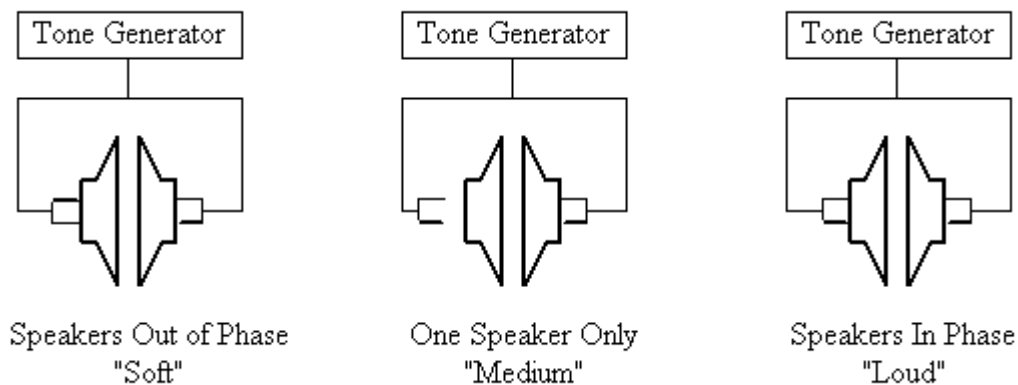 Tone Generator
Tone Generator
Tone Generator
Speakers Out of Phase
"Soft"
One Speaker Only
"Medium"
Speakers In Phase
"Loud"